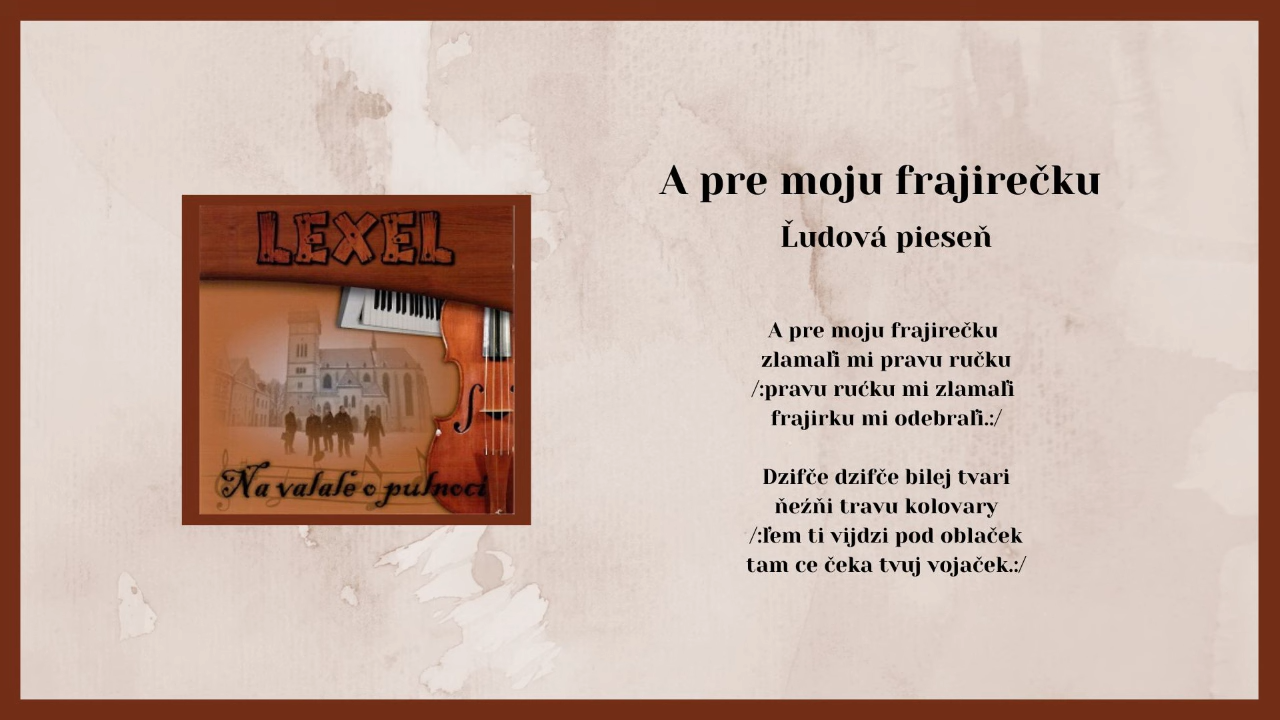 LEXEL
Na valaľe o pulnoci
A pre moju frajirečku
Ľudová pieseň
A pre moju frajirečku
zlamaľi mi pravu ručku
/:pravu rućku mi zlamaľi
frajirku mi odebraľi.:/
Dzifče dzifče bilej tvari
ňeźňi travu kolovary
/:ľem ti vijdzi pod oblaček
tam ce čeka tvuj vojaček.:/